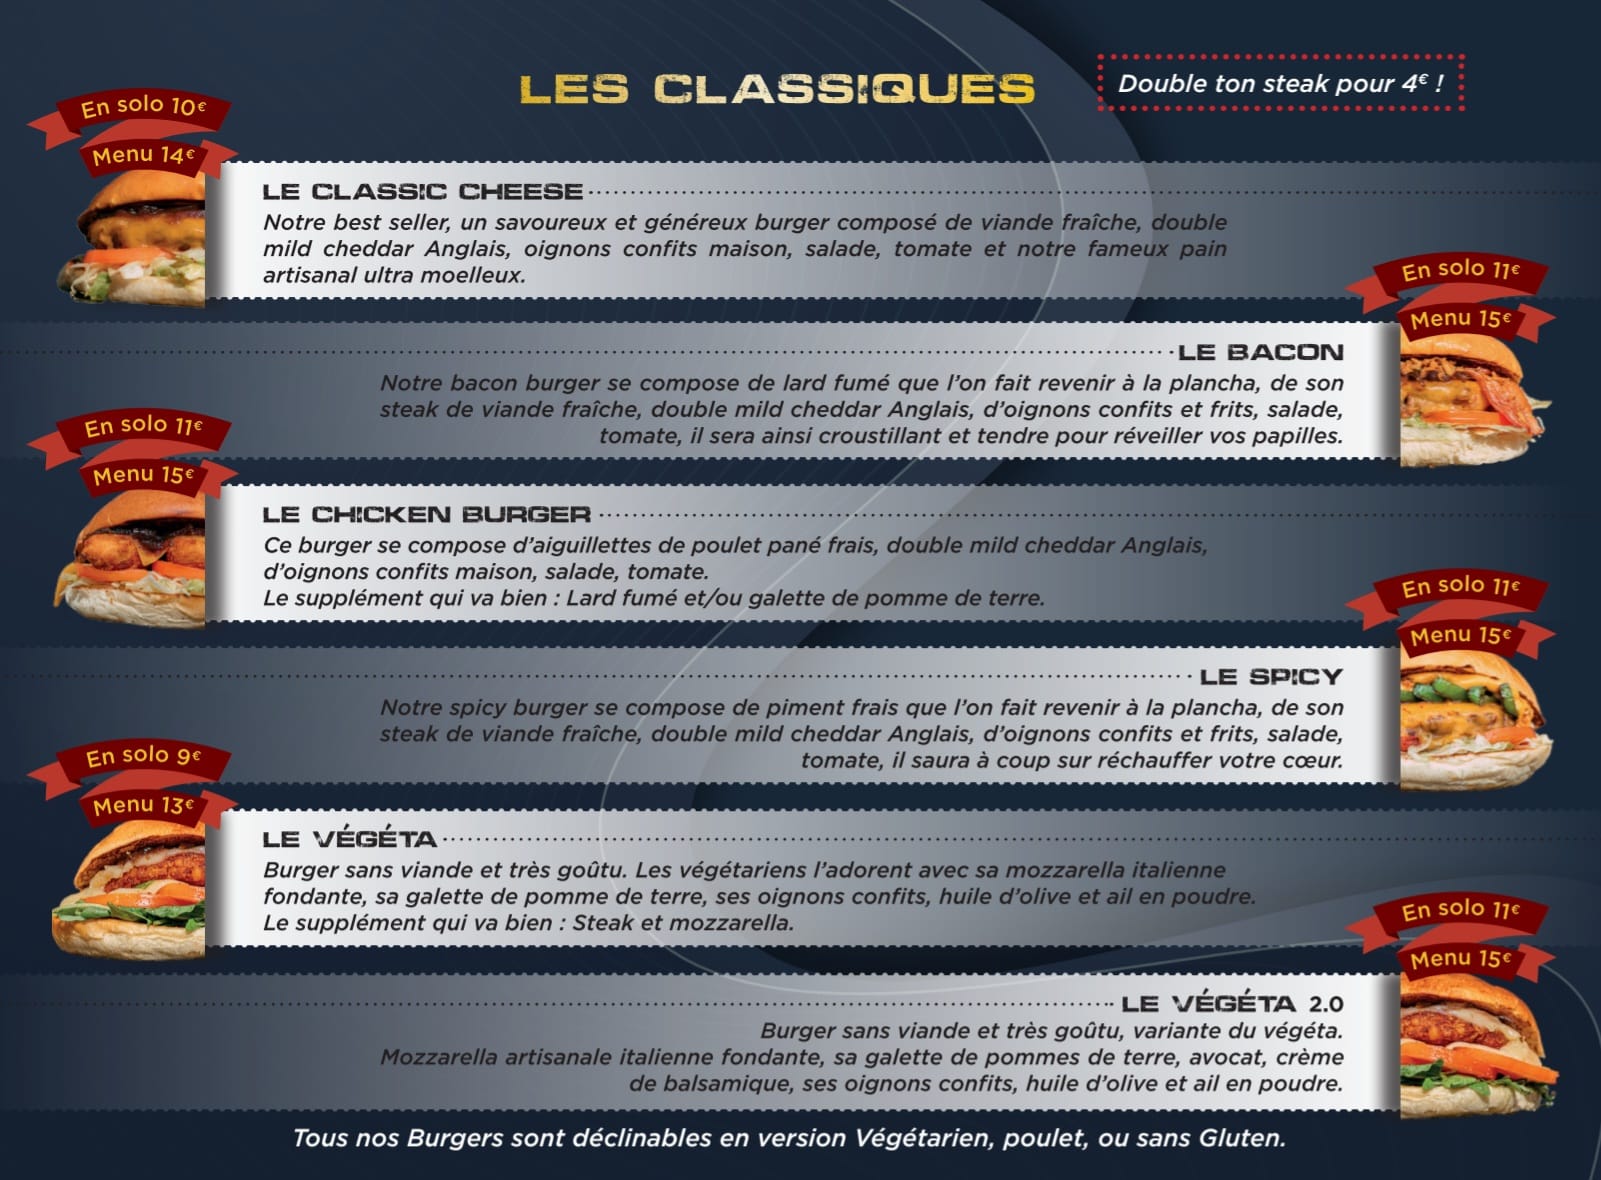 LES CLASSIQUES
Double ton steak pour 4€ !
En solo 10€
Menu 14€
LE CLASSIC CHEESE
Notre best seller, un savoureux et généreux burger composé de viande fraîche, double
mild cheddar Anglais, oignons confits maison, salade, tomate et notre fameux pain
artisanal ultra moelleux.
En solo 11€
Menu 15€
LE BACON
Notre bacon burger se compose de lard fumé que l'on fait revenir à la plancha, de son
steak de viande fraîche, double mild cheddar Anglais, d'oignons confits et frits, salade,
tomate, il sera ainsi croustillant et tendre pour réveiller vos papilles.
En solo 11€
Menu 15€
LE CHICKEN BURGER
Ce burger se compose d'aiguillettes de poulet pané frais, double mild cheddar Anglais,
d'oignons confits maison, salade, tomate.
Le supplément qui va bien : Lard fumé et/ou galette de pomme de terre.
En solo 11€
Menu 15€
LE SPICY
Notre spicy burger se compose de piment frais que l'on fait revenir à la plancha, de son
steak de viande fraîche, double mild cheddar Anglais, d'oignons confits et frits, salade,
tomate, il saura à coup sur réchauffer votre cœur.
En solo 9€
Menu 13€
LE VÉGÉTA
Burger sans viande et très goûtu. Les végétariens l'adorent avec sa mozzarella italienne
fondante, sa galette de pomme de terre, ses oignons confits, huile d'olive et ail en poudre.
Le supplément qui va bien : Steak et mozzarella.
En solo 11€
Menu 15€
LE VÉGÉTA 2.0
Burger sans viande et très goûtu, variante du végéta.
Mozzarella artisanale italienne fondante, sa galette de pommes de terre, avocat, crème
de balsamique, ses oignons confits, huile d'olive et ail en poudre.
Tous nos Burgers sont déclinables en version Végétarien, poulet, ou sans Gluten.